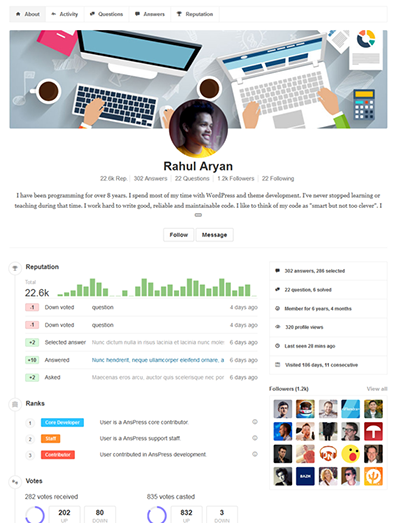 About Activity Questions Answers Reputation
Rahul Aryan
22.6k Rep. 302 Answers 22 Questions 1.2k Followers 22 Following
I have been programming for over 8 years. I spend most of my time with WordPress and theme development. I've never stopped learning or
teaching during that time. I work hard to write good, reliable and maintainable code. I like to think of my code as "smart but not too clever". I
Follow Message
Reputation
Total
22.6k
-1 Down voted question 4 days ago
-1 Down voted question 4 days ago
+2 Selected answer Nunc dictum nulla in risus lacinia et lacinia nunc mole 6 days ago
+10 Answered Nunc hendrerit, neque ullamcorper eleifend ornare, a 6 days ago
+2 Asked Maecenas eros arcu, auctor quis scelerisque nec por 6 days ago
Ranks
1 Core Developer User is a AnsPress core contributor.
2 Staff User is a AnsPress support staff
3 Contributor User contributed in AnsPress development.
Votes
282 votes received 835 votes casted
202 UP 80 DOWN 832 UP 3 DOWN
302 answers, 286 selected
22 question, 6 solved
Member for 6 years, 4 months
320 profile views
Last seen 20 mins ago
Visited 186 days, 11 consecutive
Followers (1.2k) View all